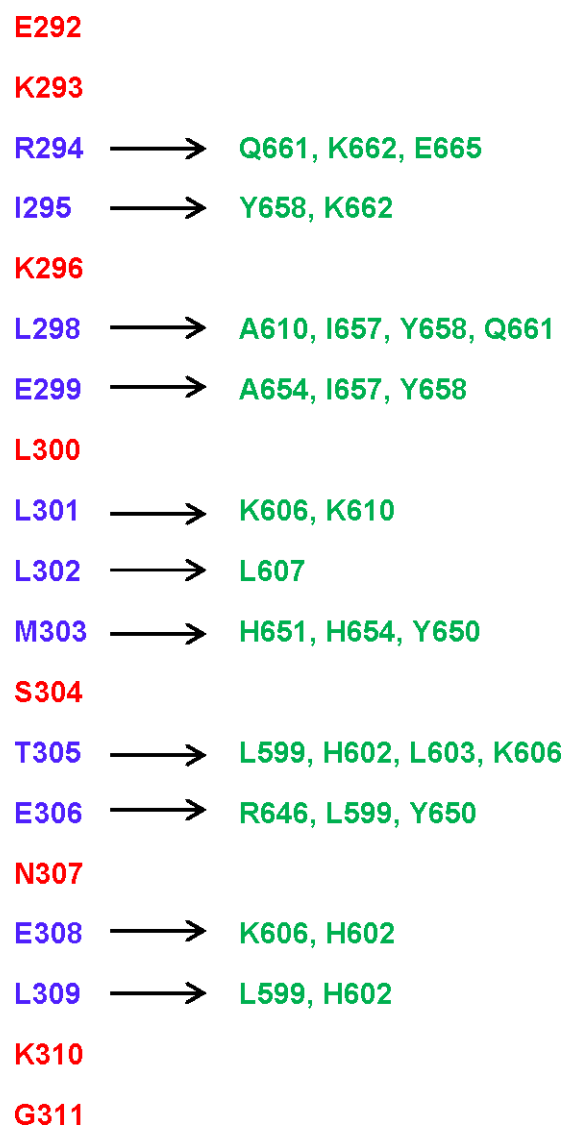 E292
K293
R294 Q661, K662, E665
I295 Y658, K662
K296
L298 A610, I657, Y658, Q661
E299 A654, I657, Y658
L300
L301 K606, K610
L302 L607
M303 H651, H654, Y650
S304
T305 L599, H602, L603, K606
E306 R646, L599, Y650
N307
E308 K606, H602
L309 L599, H602
K310
G311